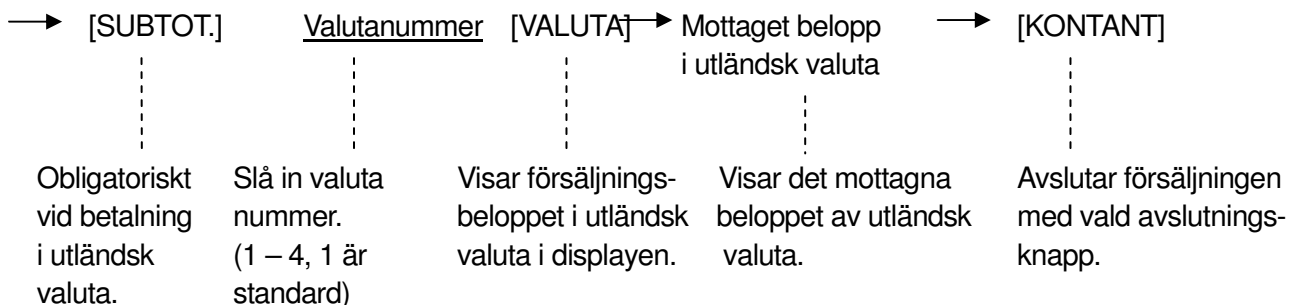 [SUBTOT.] Valutanummer [VALUTA] Mottaget belopp [KONTANT]
i utländsk valuta
Obligatoriskt
vid betalning
i utländsk
valuta.
Slå in valuta
nummer.
(1 – 4, 1 är
standard)
Visar försäljnings-
beloppet i utländsk
valuta i displayen.
Visar det mottagna
beloppet av utländsk
valuta.
Avslutar försäljningen
med vald avslutnings-
knapp.